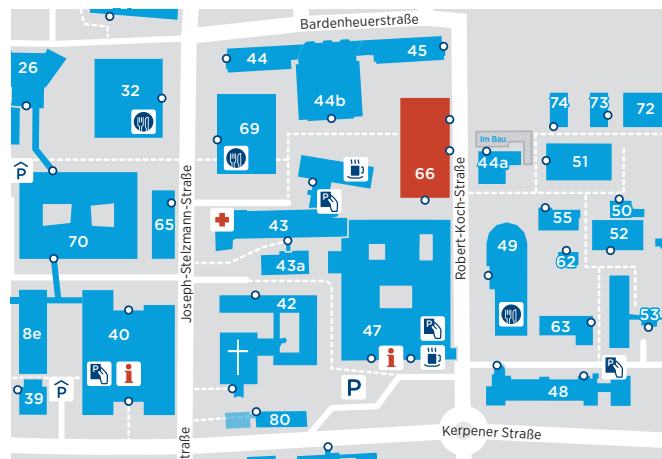 Bardenheuerstraße
44
45
26
32
44b
74
73
72
69
Im Bau
66
44a
51
P
Joseph-Stelzmann-Straße
Robert-Koch-Straße
70
65
43
43a
55
50
49
52
62
42
8e
40
47
63
53
i
i
39
P
P
48
80
straße
Kerpener Straße